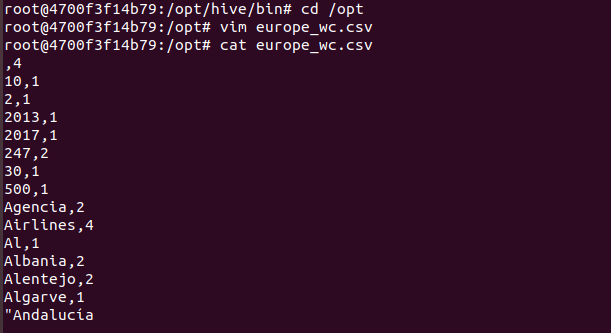 root@4700f3f14b79:/opt/hive/bin# cd /opt
root@4700f3f14b79:/opt# vim europe_wc.csv
root@4700f3f14b79:/opt# cat europe_wc.csv
,4
10,1
2,1
2013,1
2017,1
247,2
30,1
500,1
Agencia,2
Airlines,4
Al,1
Albania,2
Alentejo,2
Algarve,1
"Andalucía